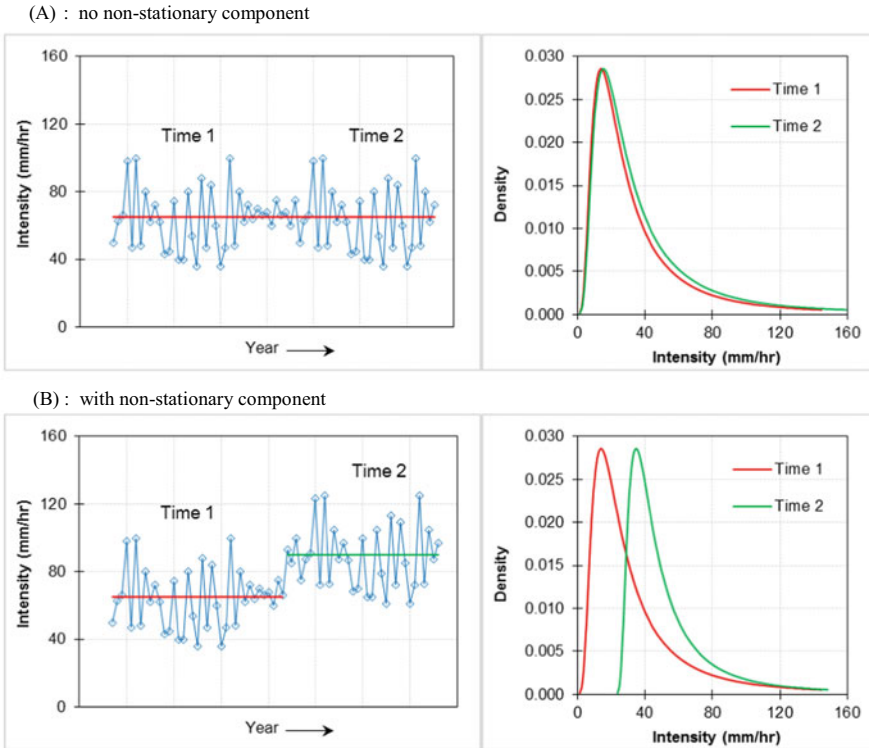 (A) : no non-stationary component
160
120
80
40
0
Intensity (mm/hr)
Time 1
Time 2
Year
0.030
0.025
0.020
0.015
0.010
0.005
0.000
Density
Time 1
Time 2
0 40 80 120 160
Intensity (mm/hr)
(B) : with non-stationary component
160
120
80
40
0
Intensity (mm/hr)
Time 1
Time 2
Year
0.030
0.025
0.020
0.015
0.010
0.005
0.000
Density
Time 1
Time 2
0 40 80 120 160
Intensity (mm/hr)